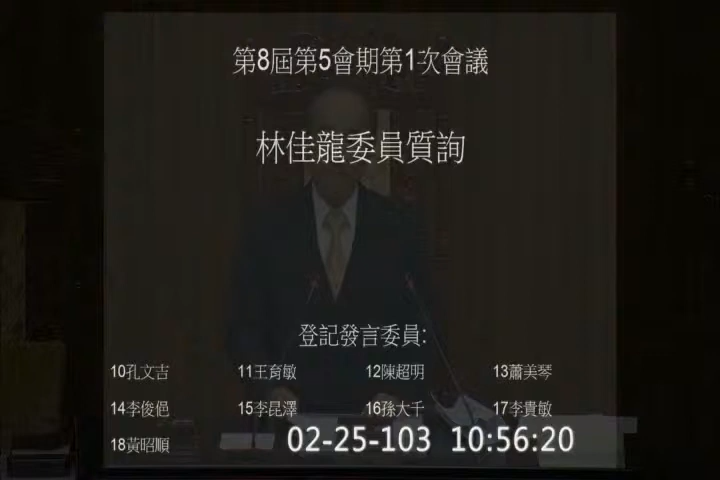 第8屆第5會期第1次會議
林佳龍委員質詢
登記發言委員:
10孔文吉 11王育敏 12陳超明 13蕭美琴
14李俊俋 15李昆澤 16孫大千 17李貴敏
18黃昭順
02-25-103 10:56:20